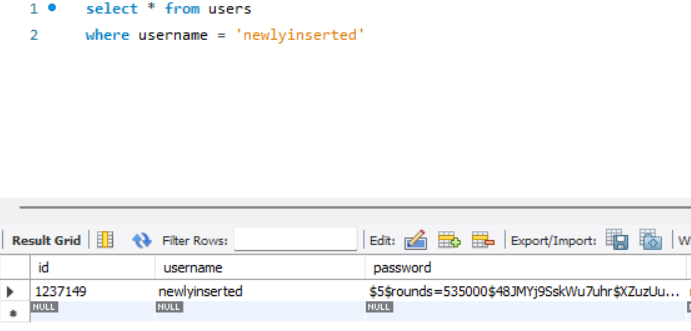 1 select * from users
2 where username = 'newlyinserted'
Result Grid Filter Rows: Edit: Export/Import: W
id username password
1237149 newlyinserted $5$rounds=535000$48JMYj9SskWu7uhr$XZuzUu...
NULL NULL NULL